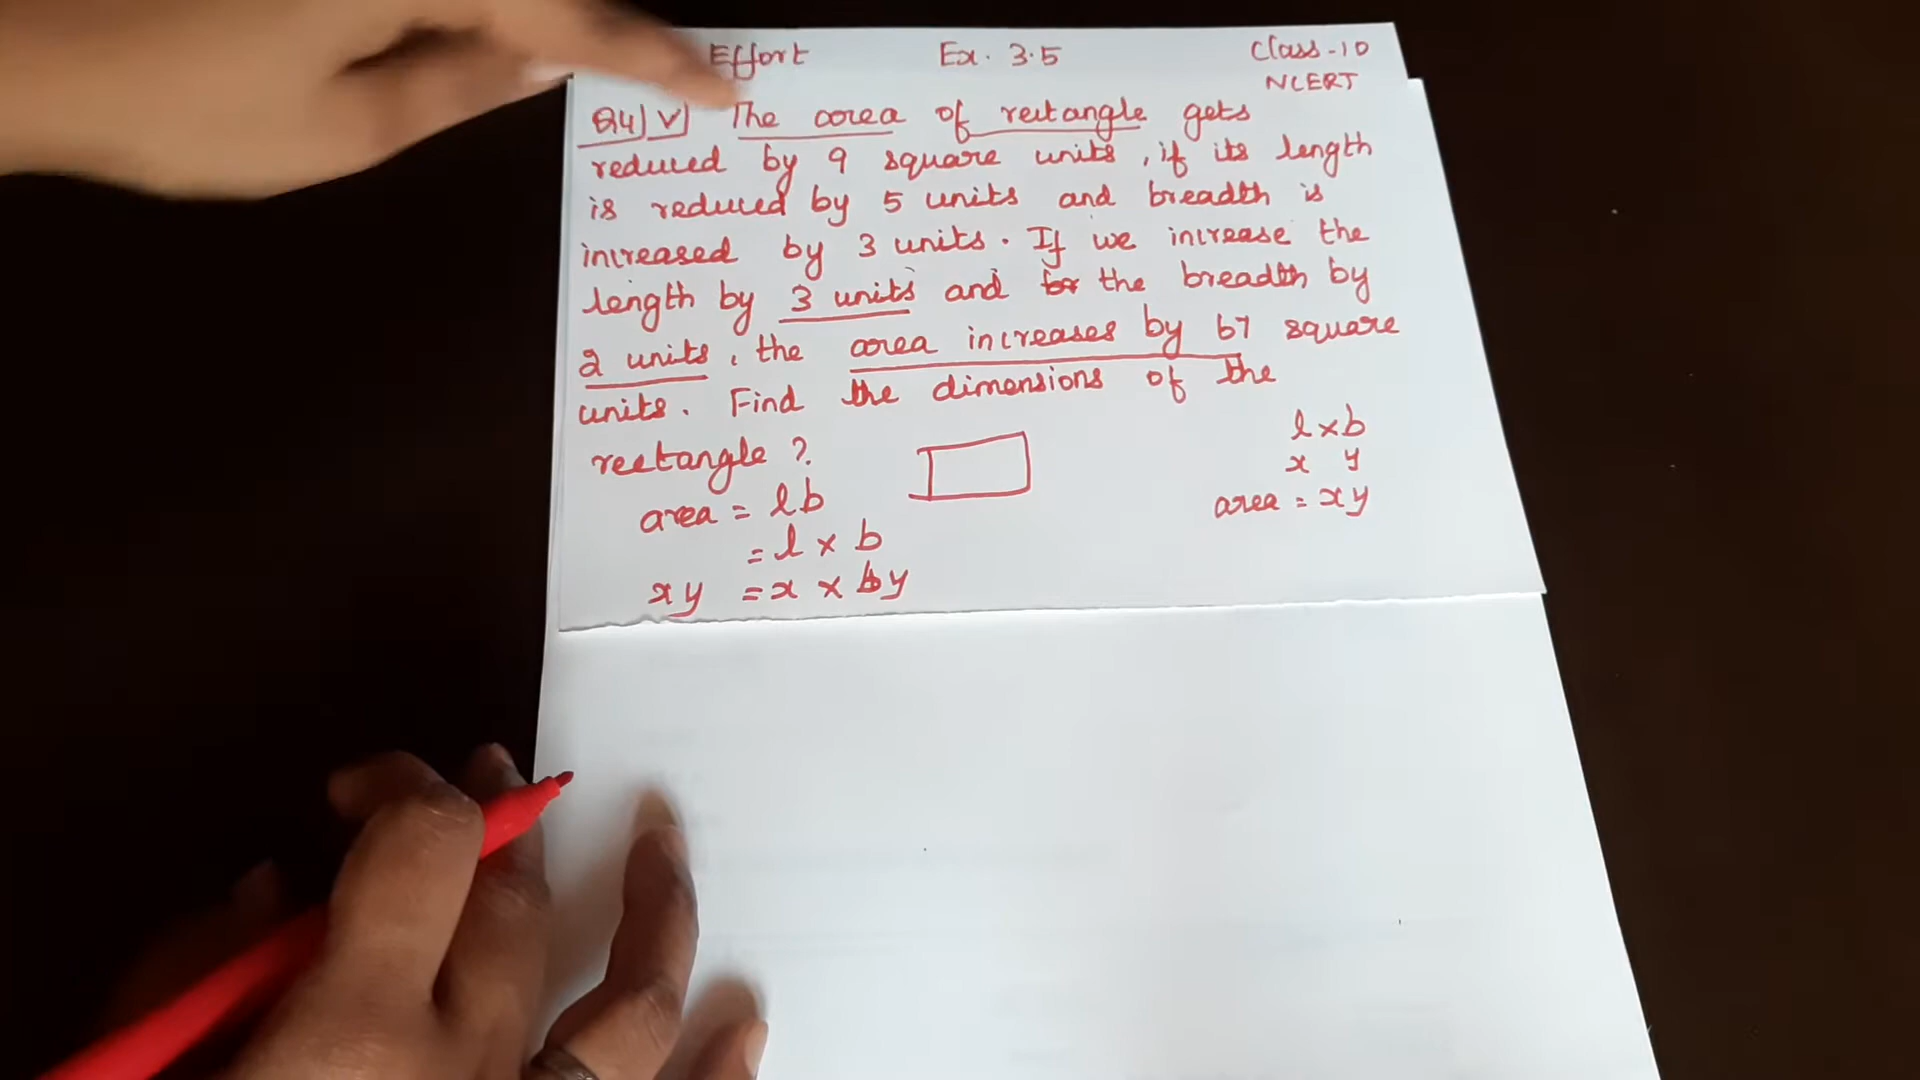 Effort Ex. 3.5 Class-10
NCERT
Q4) V) The area of rectangle gets
reduced by 9 square units, if its length
is reduced by 5 units and breadth is
increased by 3 units. If we increase the
length by 3 units and the breadth by
2 units, the area increases by 67 square
units. Find the dimensions of the
rectangle?
l x b
x y
area = xy
area = lb
= l x b
xy = x x y